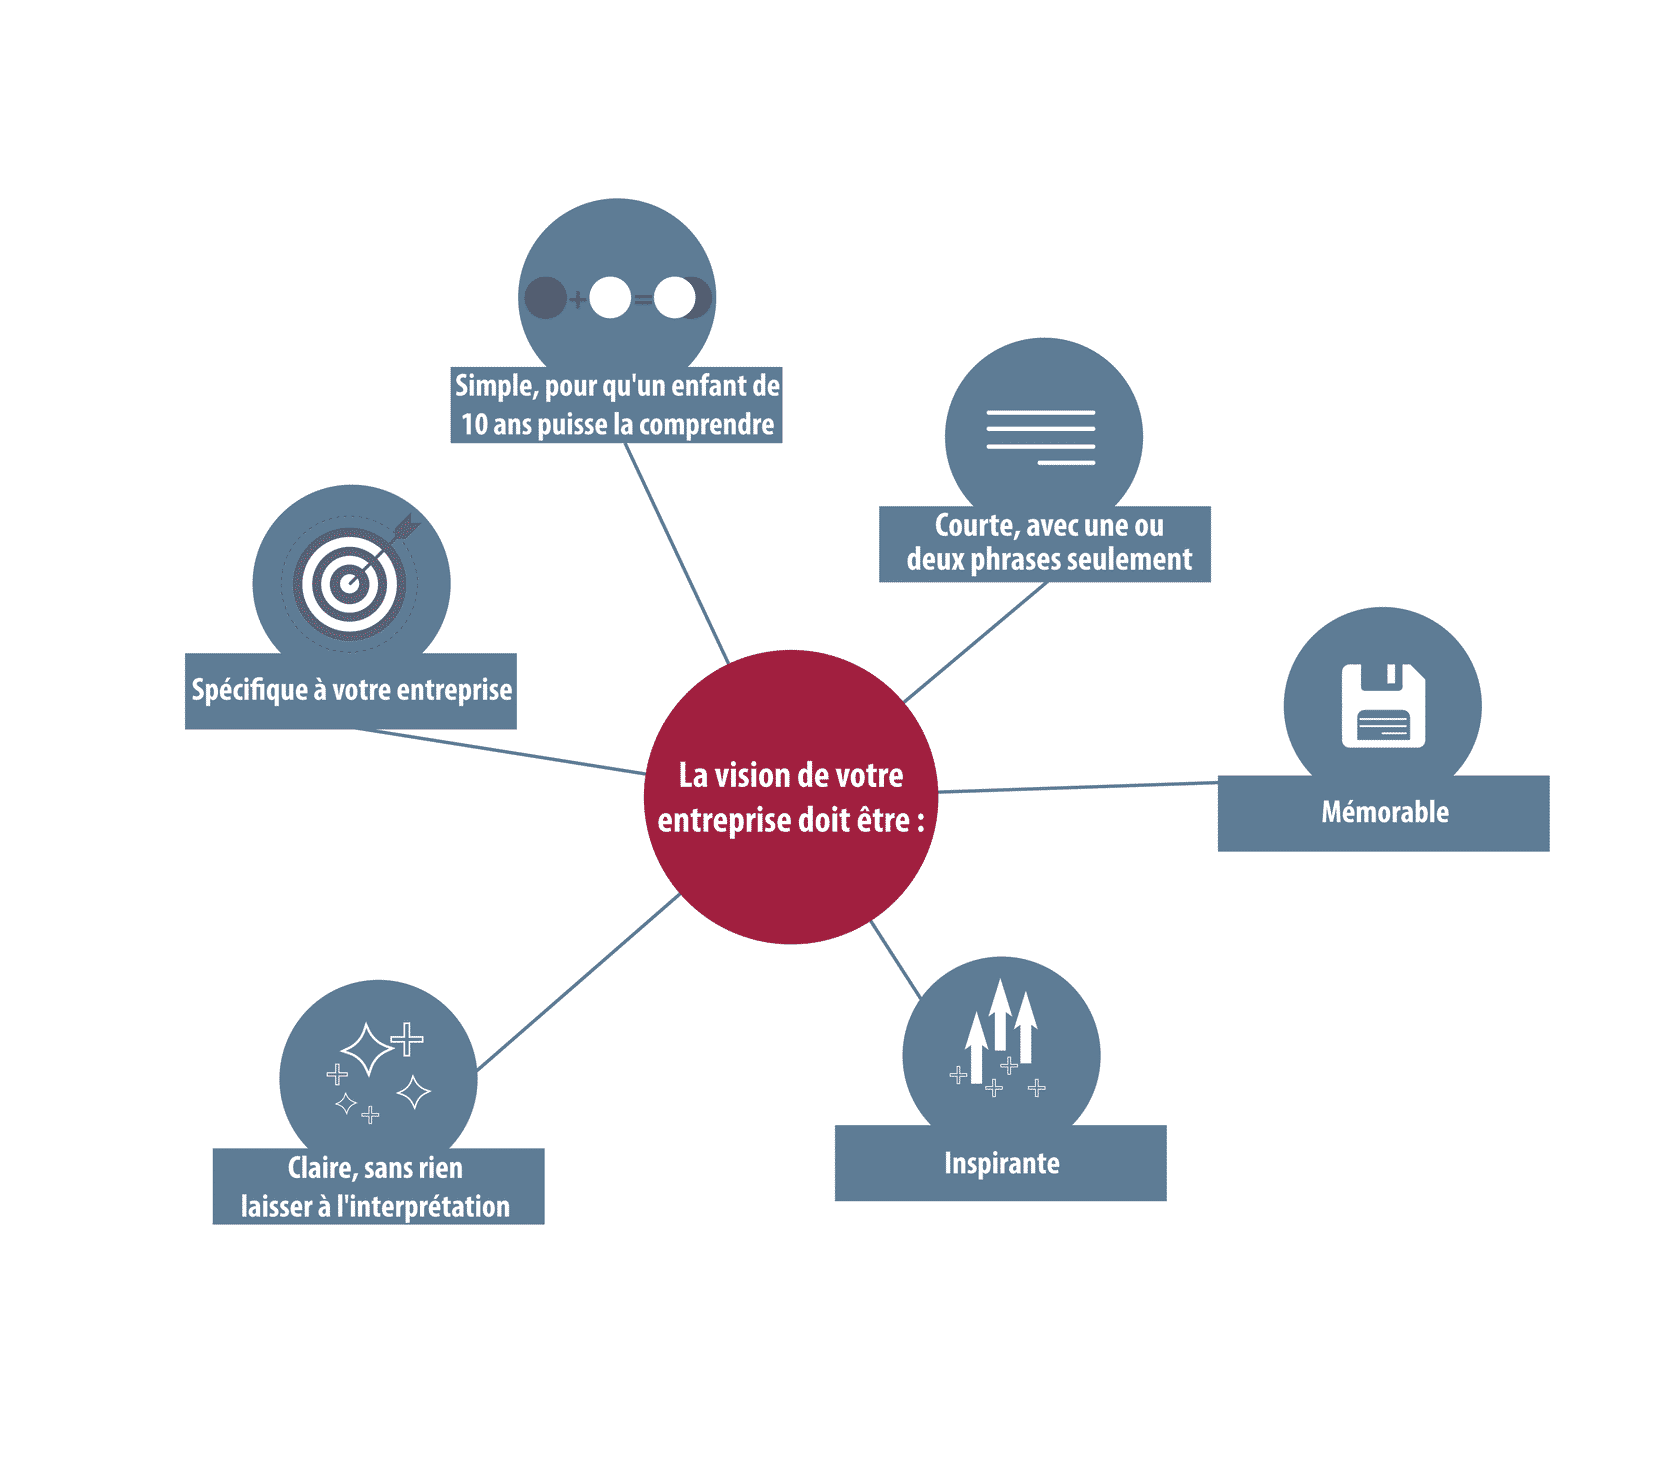 Simple, pour qu'un enfant de
10 ans puisse la comprendre
Courte, avec une ou
deux phrases seulement
Spécifique à votre entreprise
La vision de votre
entreprise doit être :
Mémorable
Claire, sans rien
laisser à l'interprétation
Inspirante